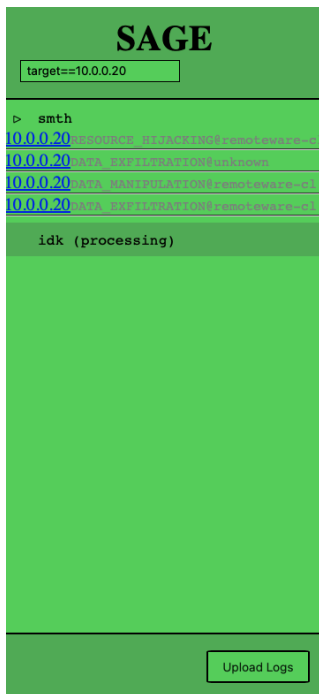 SAGE
target==10.0.0.20
▷ smth
10.0.0.20RESOURCE_HIJACKING@remoteware-c
10.0.0.20DATA_EXFILTRATION@unknown
10.0.0.20DATA_MANIPULATION@remoteware-cl
10.0.0.20DATA_EXFILTRATION@remoteware-cl
idk (processing)
Upload Logs